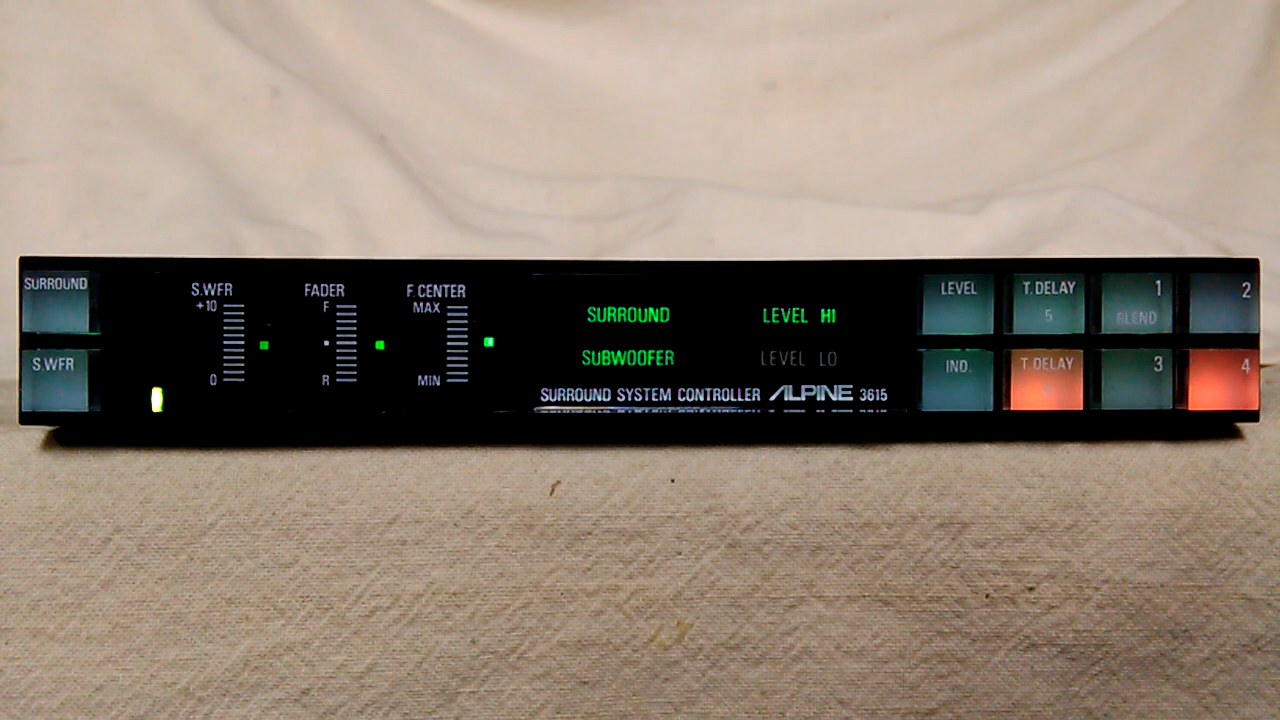 SURROUND
S.WFR
S.WFR
+10
0
FADER
F
R
F. CENTER
MAX
MIN
SURROUND
LEVEL HI
SUBWOOFER
LEVEL LO
SURROUND SYSTEM CONTROLLER ALPINE 3615
LEVEL
T. DELAY
5
1
BLEND
2
IND.
T. DELAY
3
4